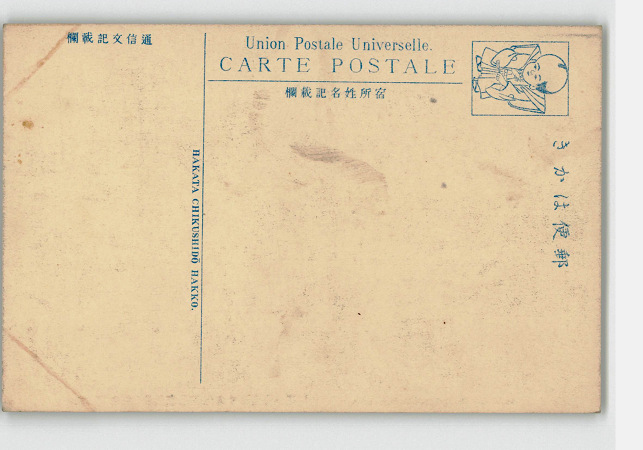 通信文記載欄
Union Postale Universelle.
CARTE POSTALE
宿所姓名記載欄
きかは便郵
HAKATA CHIKUSHIDŌ HAKKO.